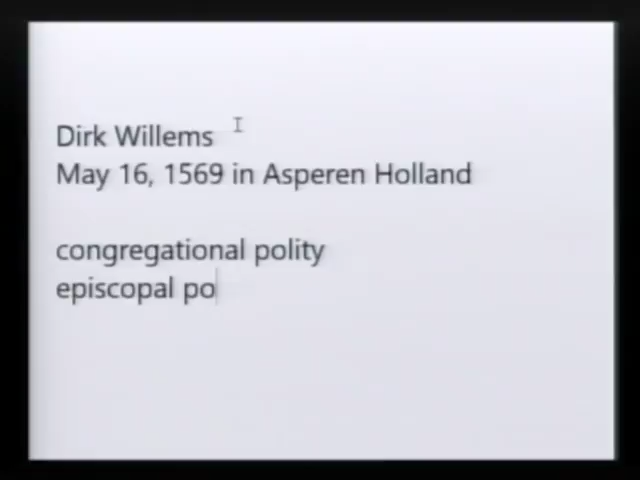 Dirk Willems
May 16, 1569 in Asperen Holland
congregational polity
episcopal po